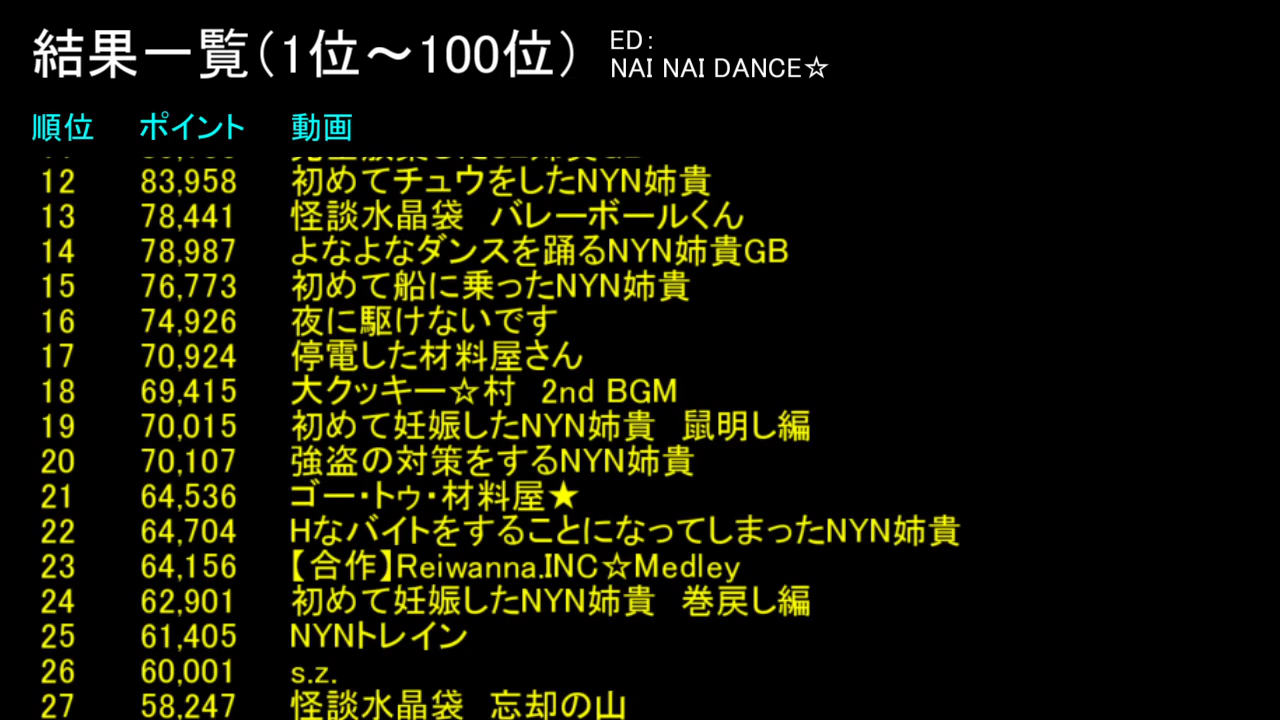 結果一覧(1位～100位)
ED:
NAI NAI DANCE☆
順位 ポイント 動画
12 83,958 初めてチュウをしたNYN姉貴
13 78,441 怪談水晶袋　バレーボールくん
14 78,987 よなよなダンスを踊るNYN姉貴GB
15 76,773 初めて船に乗ったNYN姉貴
16 74,926 夜に駆けないです
17 70,924 停電した材料屋さん
18 69,415 大クッキー☆村　2nd BGM
19 70,015 初めて妊娠したNYN姉貴　鼠明し編
20 70,107 強盗の対策をするNYN姉貴
21 64,536 ゴー・トゥ・材料屋★
22 64,704 HなバイトをすることになってしまったNYN姉貴
23 64,156 【合作】Reiwanna.INC☆Medley
24 62,901 初めて妊娠したNYN姉貴　巻戻し編
25 61,405 NYNトレイン
26 60,001 s.z.
27 58,247 怪談水晶袋　忘却の山